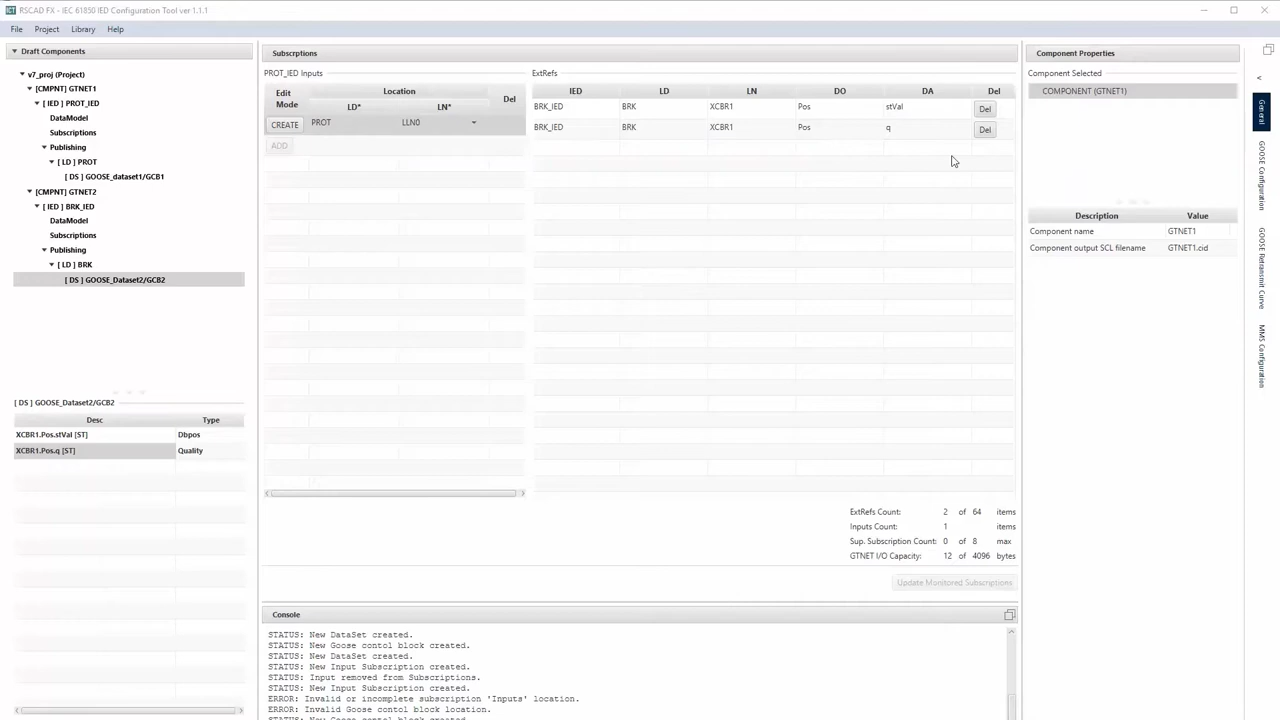 RSCAD FX - IEC 61850 IED Configuration Tool ver 1.1.1
File Project Library Help
Draft Components
v7_proj (Project)
[CMPNT] GTNET1
[ IED ] PROT_IED
DataModel
Subscriptions
Publishing
[ LD ] PROT
[ DS ] GOOSE_dataset1/GCB1
[CMPNT] GTNET2
[ IED ] BRK_IED
DataModel
Subscriptions
Publishing
[ LD ] BRK
[ DS ] GOOSE_Dataset2/GCB2
[ DS ] GOOSE_Dataset2/GCB2
Desc Type
XCBR1.Pos.stVal [ST] Dbpos
XCBR1.Pos.q [ST] Quality
Subscrptions
PROT_IED Inputs
Edit Mode Location Del
LD* LN*
CREATE PROT LLN0
ADD
ExtRefs
IED LD LN DO DA Del
BRK_IED BRK XCBR1 Pos stVal Del
BRK_IED BRK XCBR1 Pos q Del
ExtRefs Count: 2 of 64 items
Inputs Count: 1 items
Sup. Subscription Count: 0 of 8 max
GTNET I/O Capacity: 12 of 4096 bytes
Update Monitored Subscriptions
Console
STATUS: New DataSet created.
STATUS: New Goose contol block created.
STATUS: New DataSet created.
STATUS: New Input Subscription created.
STATUS: Input removed from Subscriptions.
STATUS: New Input Subscription created.
ERROR: Invalid or incomplete subscription 'Inputs' location.
ERROR: Invalid Goose contol block location.
STATUS: New Goose contol block created.
Component Properties
Component Selected
COMPONENT (GTNET1)
Description Value
Component name GTNET1
Component output SCL filename GTNET1.cid
<
General
GOOSE Configuration
GOOSE Retransmit Curve
MMS Configuration